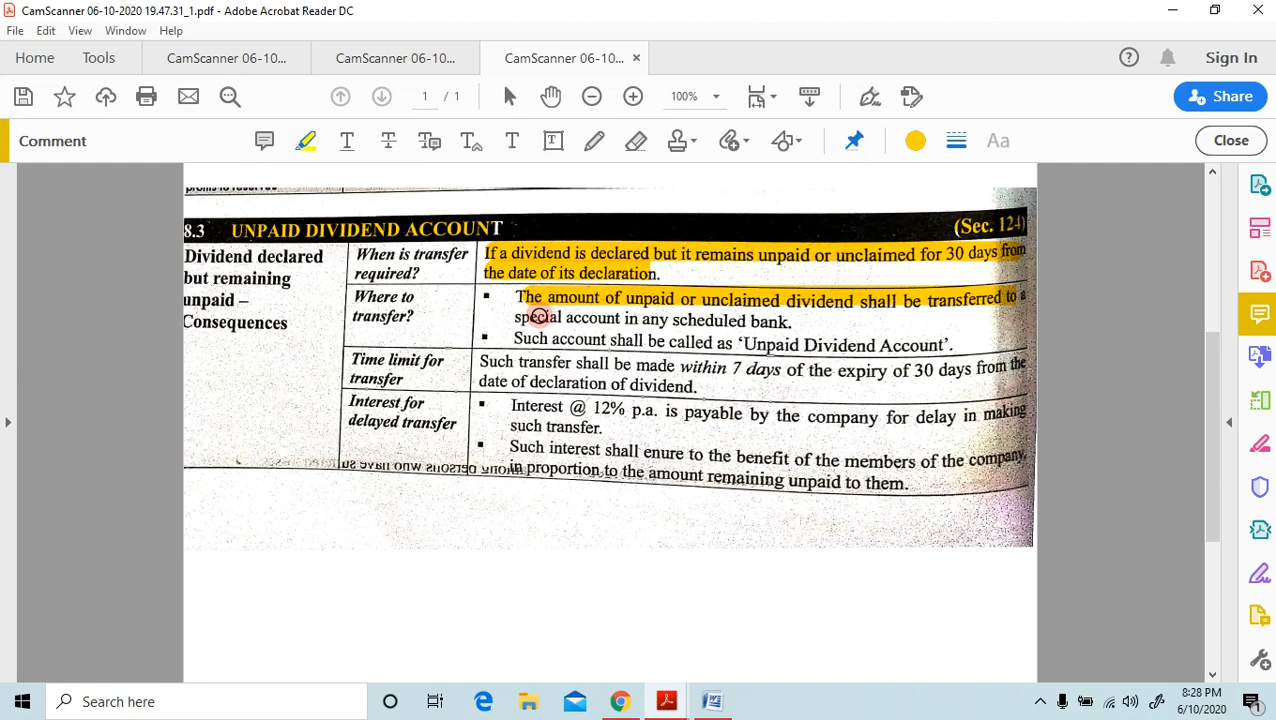 CamScanner 06-10-2020 19.47.31_1.pdf - Adobe Acrobat Reader DC
File Edit View Window Help
Home Tools CamScanner 06-10... CamScanner 06-10... CamScanner 06-10... × Sign In
1 / 1 100% Share
Comment Aa Close
8.3 UNPAID DIVIDEND ACCOUNT (Sec. 124)
Dividend declared
but remaining
unpaid –
Consequences
When is transfer
required?
If a dividend is declared but it remains unpaid or unclaimed for 30 days from
the date of its declaration.
Where to
transfer?
▪ The amount of unpaid or unclaimed dividend shall be transferred to a
special account in any scheduled bank.
▪ Such account shall be called as ‘Unpaid Dividend Account’.
Time limit for
transfer
Such transfer shall be made within 7 days of the expiry of 30 days from the
date of declaration of dividend.
Interest for
delayed transfer
▪ Interest @ 12% p.a. is payable by the company for delay in making
such transfer.
▪ Such interest shall enure to the benefit of the members of the company,
in proportion to the amount remaining unpaid to them.
Search here
8:28 PM
6/10/2020
1